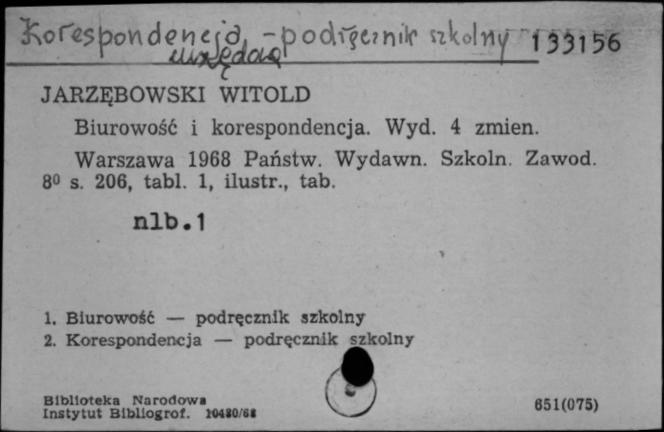 Korespondencja - podręcznik szkolny 133156
urzędowa
JARZĘBOWSKI WITOLD
Biurowość i korespondencja. Wyd. 4 zmien.
Warszawa 1968 Państw. Wydawn. Szkoln. Zawod.
8⁰ s. 206, tabl. 1, ilustr., tab.
nlb.1
1. Biurowość — podręcznik szkolny
2. Korespondencja — podręcznik szkolny
Biblioteka Narodowa
Instytut Bibliogrof. 10480/68
651(075)